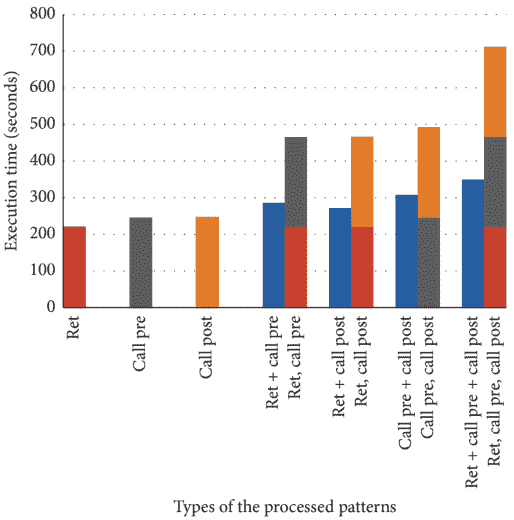 800
700
600
500
400
300
200
100
0
Execution time (seconds)
Ret
Call pre
Call post
Ret + call pre
Ret, call pre
Ret + call post
Ret, call post
Call pre + call post
Call pre, call post
Ret + call pre + call post
Ret, call pre, call post
Types of the processed patterns